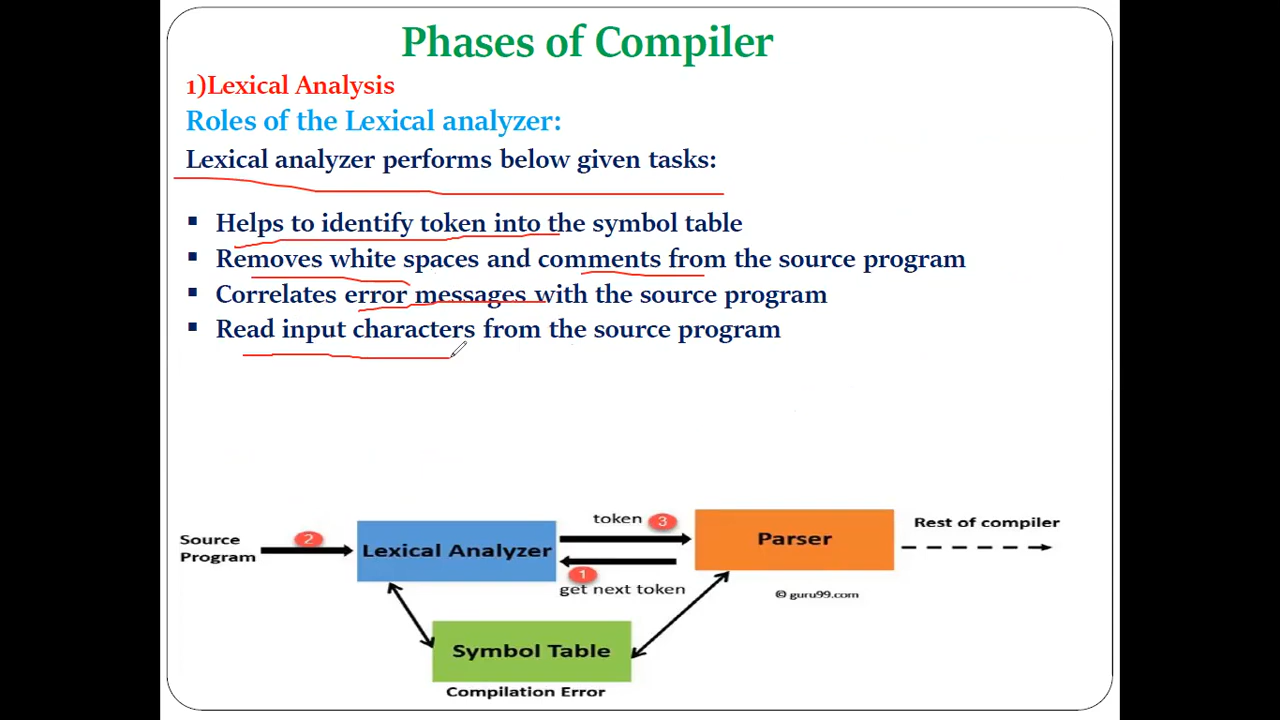 Phases of Compiler
1)Lexical Analysis
Roles of the Lexical analyzer:
Lexical analyzer performs below given tasks:
▪ Helps to identify token into the symbol table
▪ Removes white spaces and comments from the source program
▪ Correlates error messages with the source program
▪ Read input characters from the source program
Source
Program
2
Lexical Analyzer
token
3
1
get next token
Parser
Rest of compiler
© guru99.com
Symbol Table
Compilation Error